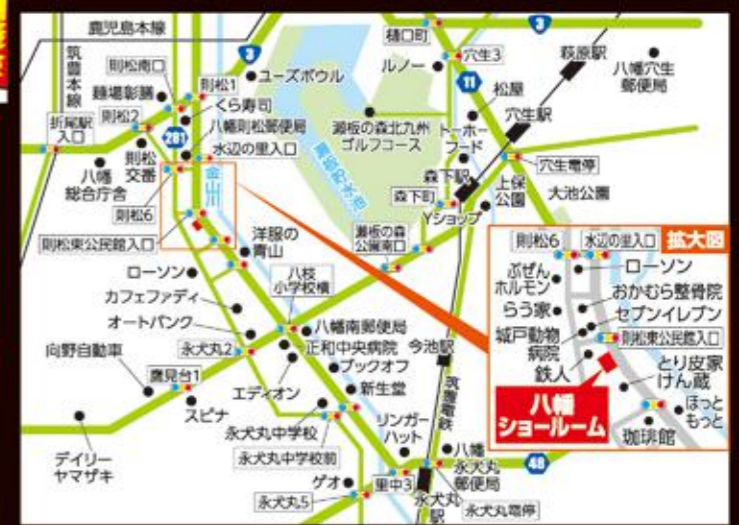 鹿児島本線
筑豊本線
3
則松南口
則松1
ユーズボウル
麺場彰膳
くら寿司
折尾駅
入口
則松2
281
八幡則松郵便局
水辺の里入口
八幡
総合庁舎
則松
交番
金山川
則松6
則松東公民館入口
洋服の
青山
ローソン
カフェファディ
オートバンク
向野自動車
永犬丸2
鷹見台1
スピナ
デイリー
ヤマザキ
エディオン
八枝
小学校横
八幡南郵便局
正和中央病院
ブックオフ
新生堂
永犬丸中学校
永犬丸中学校前
ゲオ
永犬丸5
里中3
リンガー
ハット
今池駅
筑豊電鉄
八幡
永犬丸
郵便局
永犬丸
駅
永犬丸電停
48
樋口町
3
穴生3
ルノー
11
萩原駅
八幡穴生
郵便局
松屋
穴生駅
瀬板の森北九州
ゴルフコース
トーホー
フード
森下駅
穴生電停
森下町
上保
公園
大池公園
Yショップ
瀬板の森
公園南口
拡大図
則松6
水辺の里入口
ローソン
ぶぜん
ホルモン
おかむら整骨院
らう家
セブンイレブン
城戸動物
病院
則松東公民館入口
鉄人
とり皮家
けん蔵
八幡
ショールーム
ほっと
もっと
珈琲館